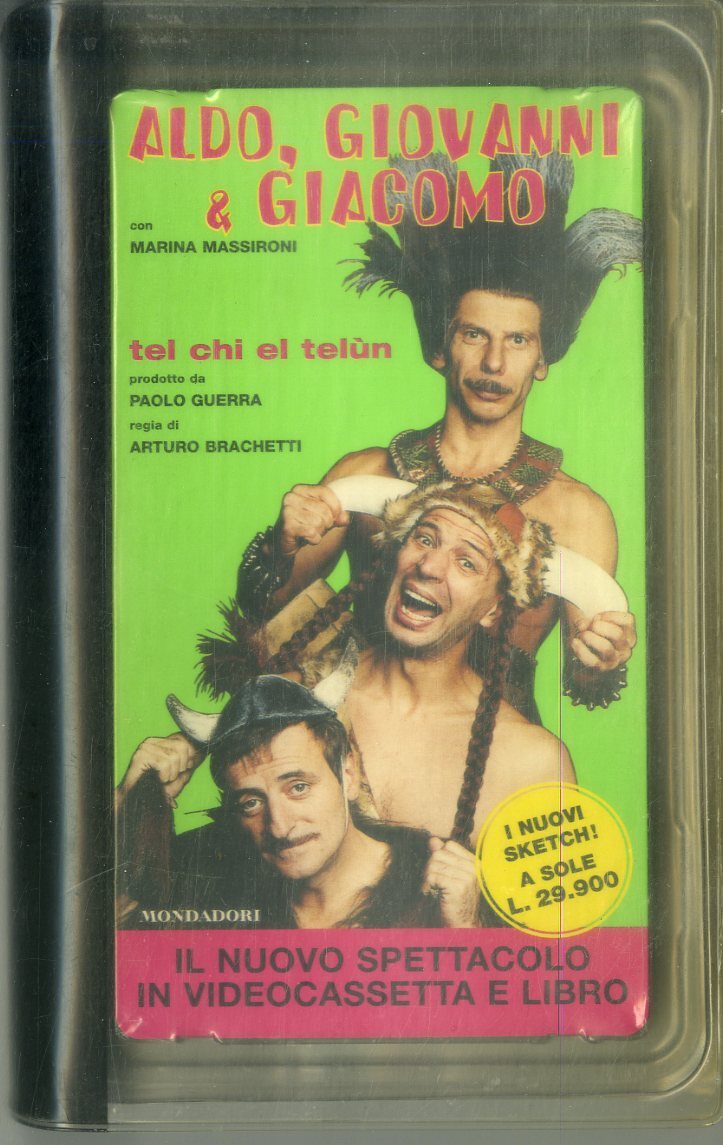 ALDO, GIOVANNI
& GIACOMO
con
MARINA MASSIRONI
tel chi el telùn
prodotto da
PAOLO GUERRA
regia di
ARTURO BRACHETTI
I NUOVI
SKETCH!
A SOLE
L. 29.900
MONDADORI
IL NUOVO SPETTACOLO
IN VIDEOCASSETTA E LIBRO